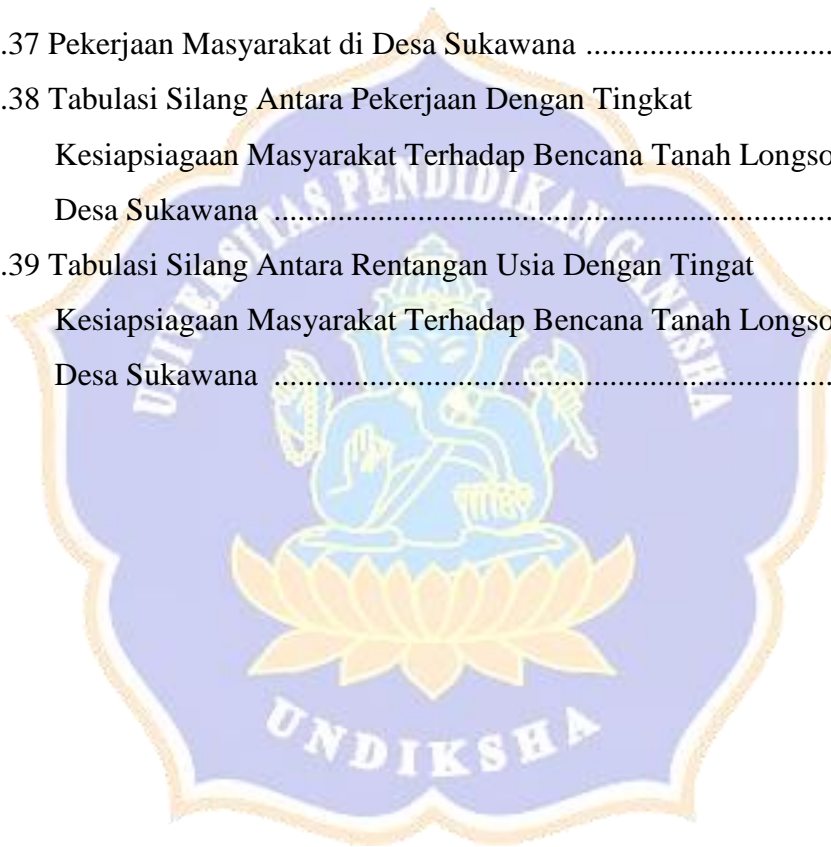 .37 Pekerjaan Masyarakat di Desa Sukawana ................................
.38 Tabulasi Silang Antara Pekerjaan Dengan Tingkat
Kesiapsiagaan Masyarakat Terhadap Bencana Tanah Longso
Desa Sukawana ........................................................................
.39 Tabulasi Silang Antara Rentangan Usia Dengan Tingat
Kesiapsiagaan Masyarakat Terhadap Bencana Tanah Longso
Desa Sukawana ........................................................................
UNIVERSITAS PENDIDIKAN GANESHA
UNDIKSHA